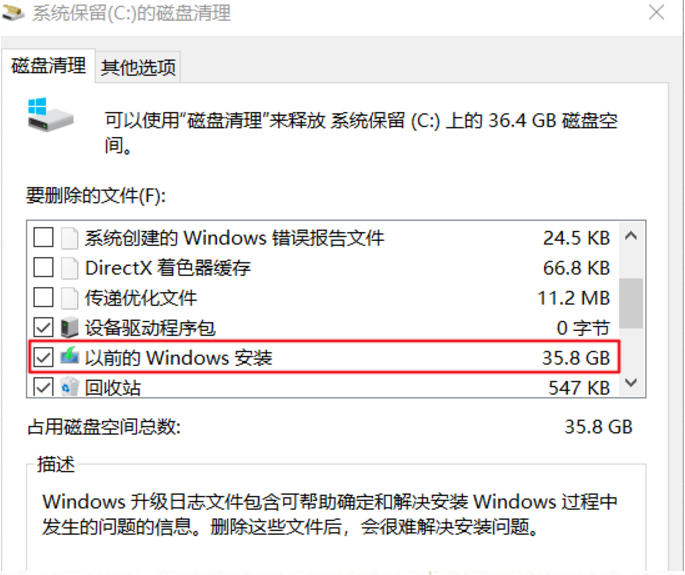 系统保留(C:)的磁盘清理
磁盘清理 其他选项
可以使用"磁盘清理"来释放 系统保留 (C:) 上的 36.4 GB 磁盘空
间。
要删除的文件(F):
系统创建的 Windows 错误报告文件 24.5 KB
DirectX 着色器缓存 66.8 KB
传递优化文件 11.2 MB
设备驱动程序包 0 字节
以前的 Windows 安装 35.8 GB
回收站 547 KB
占用磁盘空间总数: 35.8 GB
描述
Windows 升级日志文件包含可帮助确定和解决安装 Windows 过程中
发生的问题的信息。删除这些文件后，会很难解决安装问题。